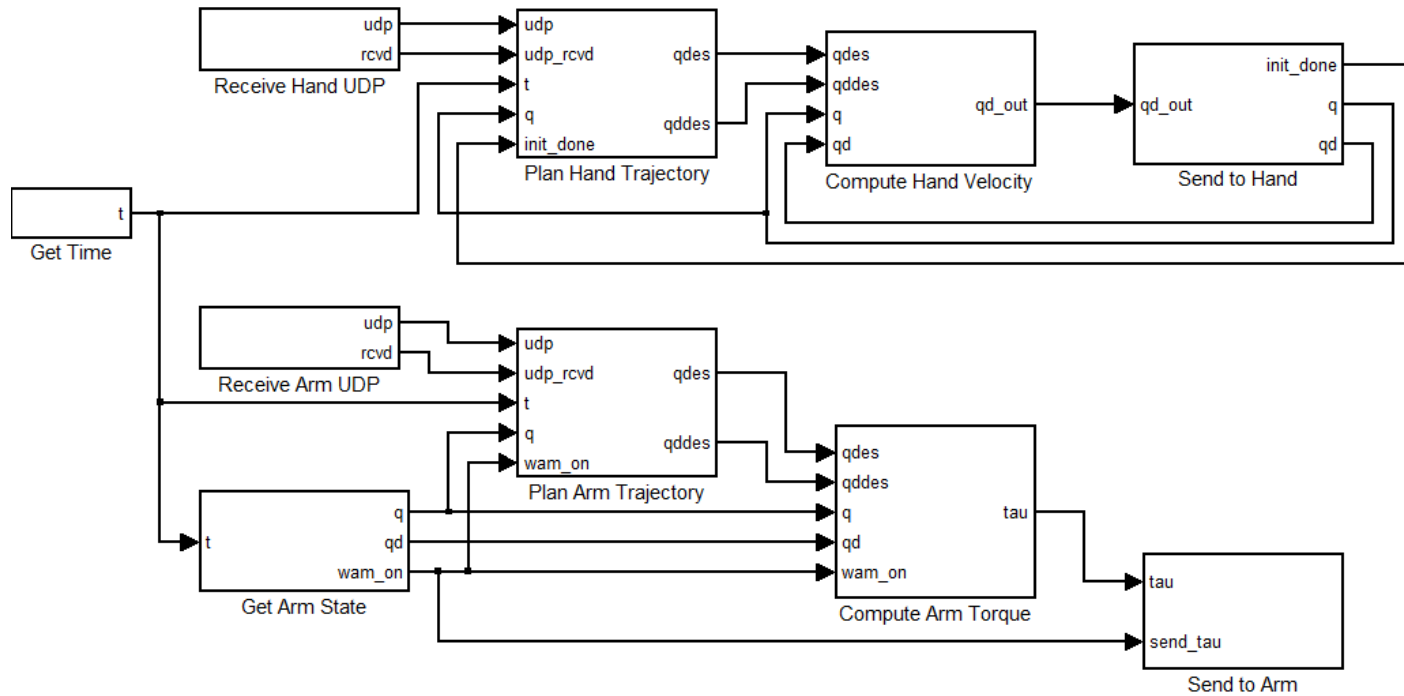 udp
rcvd
Receive Hand UDP
udp
udp_rcvd
t
q
init_done
qdes
qddes
Plan Hand Trajectory
qdes
qddes
q
qd
qd_out
Compute Hand Velocity
qd_out
init_done
q
qd
Send to Hand
t
Get Time
udp
rcvd
Receive Arm UDP
udp
udp_rcvd
t
q
wam_on
qdes
qddes
Plan Arm Trajectory
t
q
qd
wam_on
Get Arm State
qdes
qddes
q
qd
wam_on
tau
Compute Arm Torque
tau
send_tau
Send to Arm